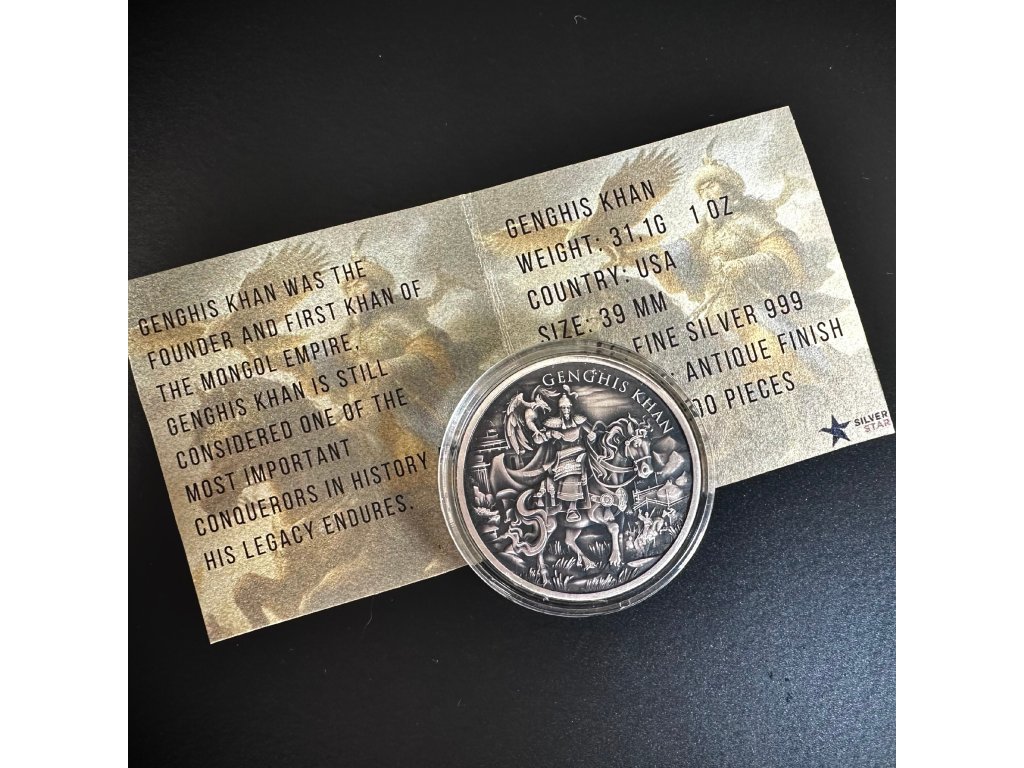 GENGHIS KHAN WAS THE
FOUNDER AND FIRST KHAN OF
THE MONGOL EMPIRE.
GENGHIS KHAN IS STILL
CONSIDERED ONE OF THE
MOST IMPORTANT
CONQUERORS IN HISTORY
HIS LEGACY ENDURES.
GENGHIS KHAN
WEIGHT: 31,1G 1 OZ
COUNTRY: USA
SIZE: 39 MM
FINE SILVER 999
: ANTIQUE FINISH
00 PIECES
SILVER
STAR
GENGHIS KHAN